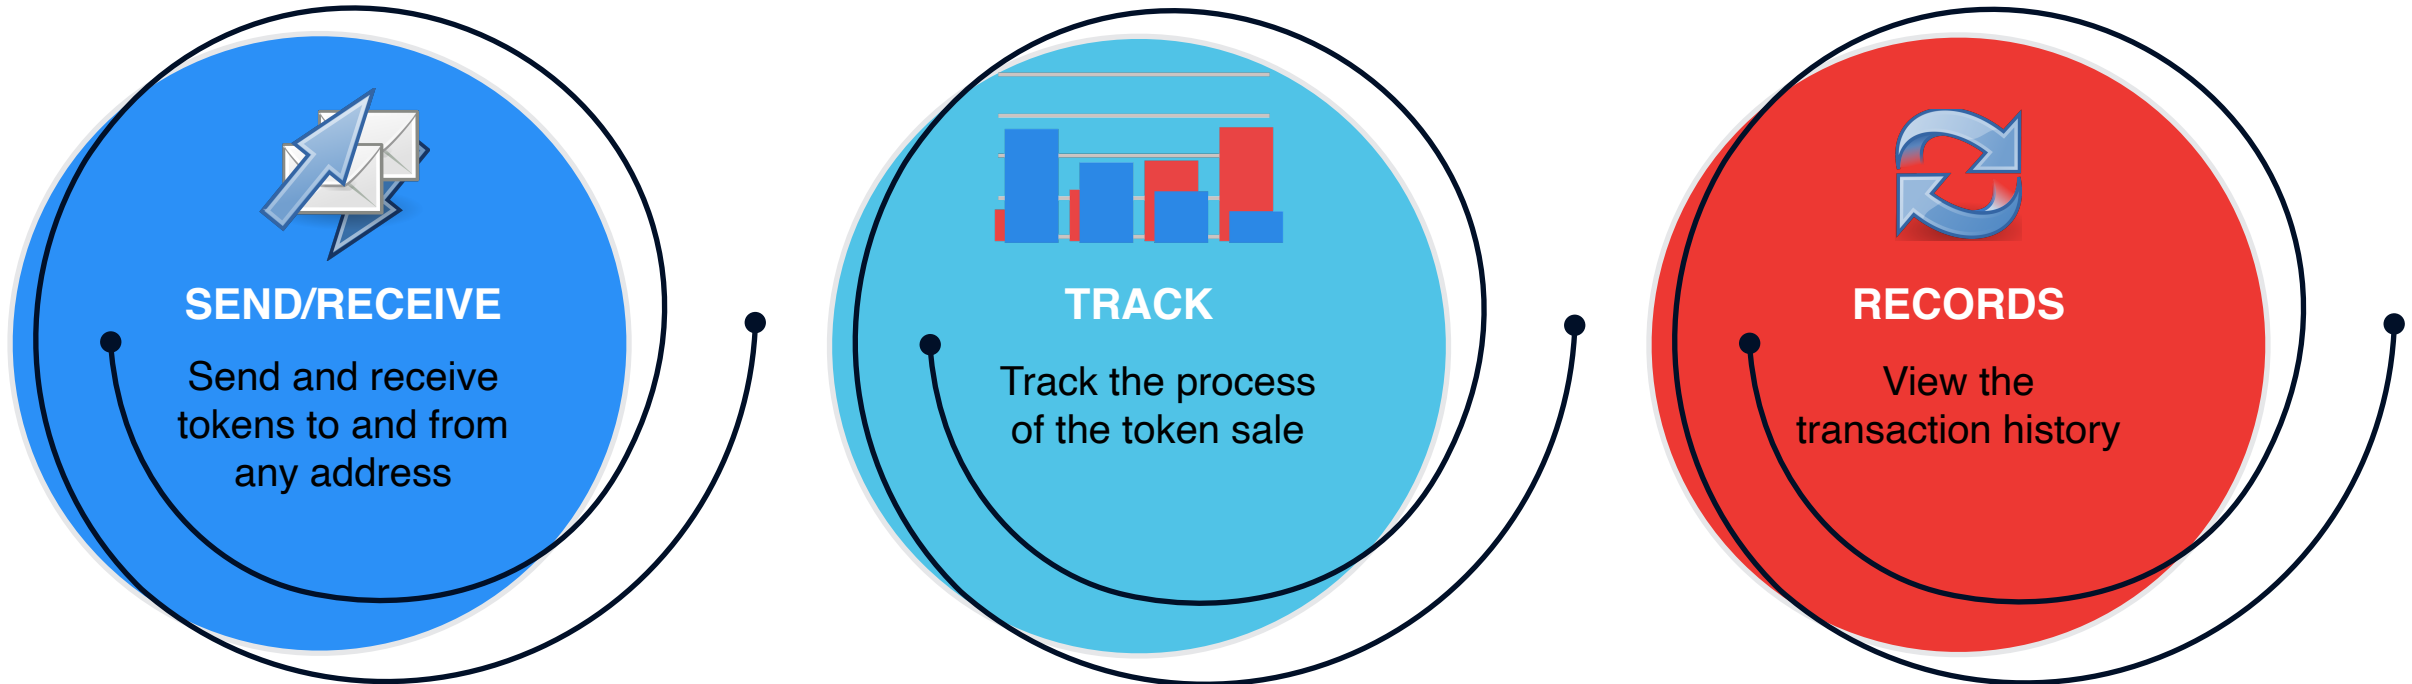 SEND/RECEIVE
Send and receive
tokens to and from
any address
TRACK
Track the process
of the token sale
RECORDS
View the
transaction history